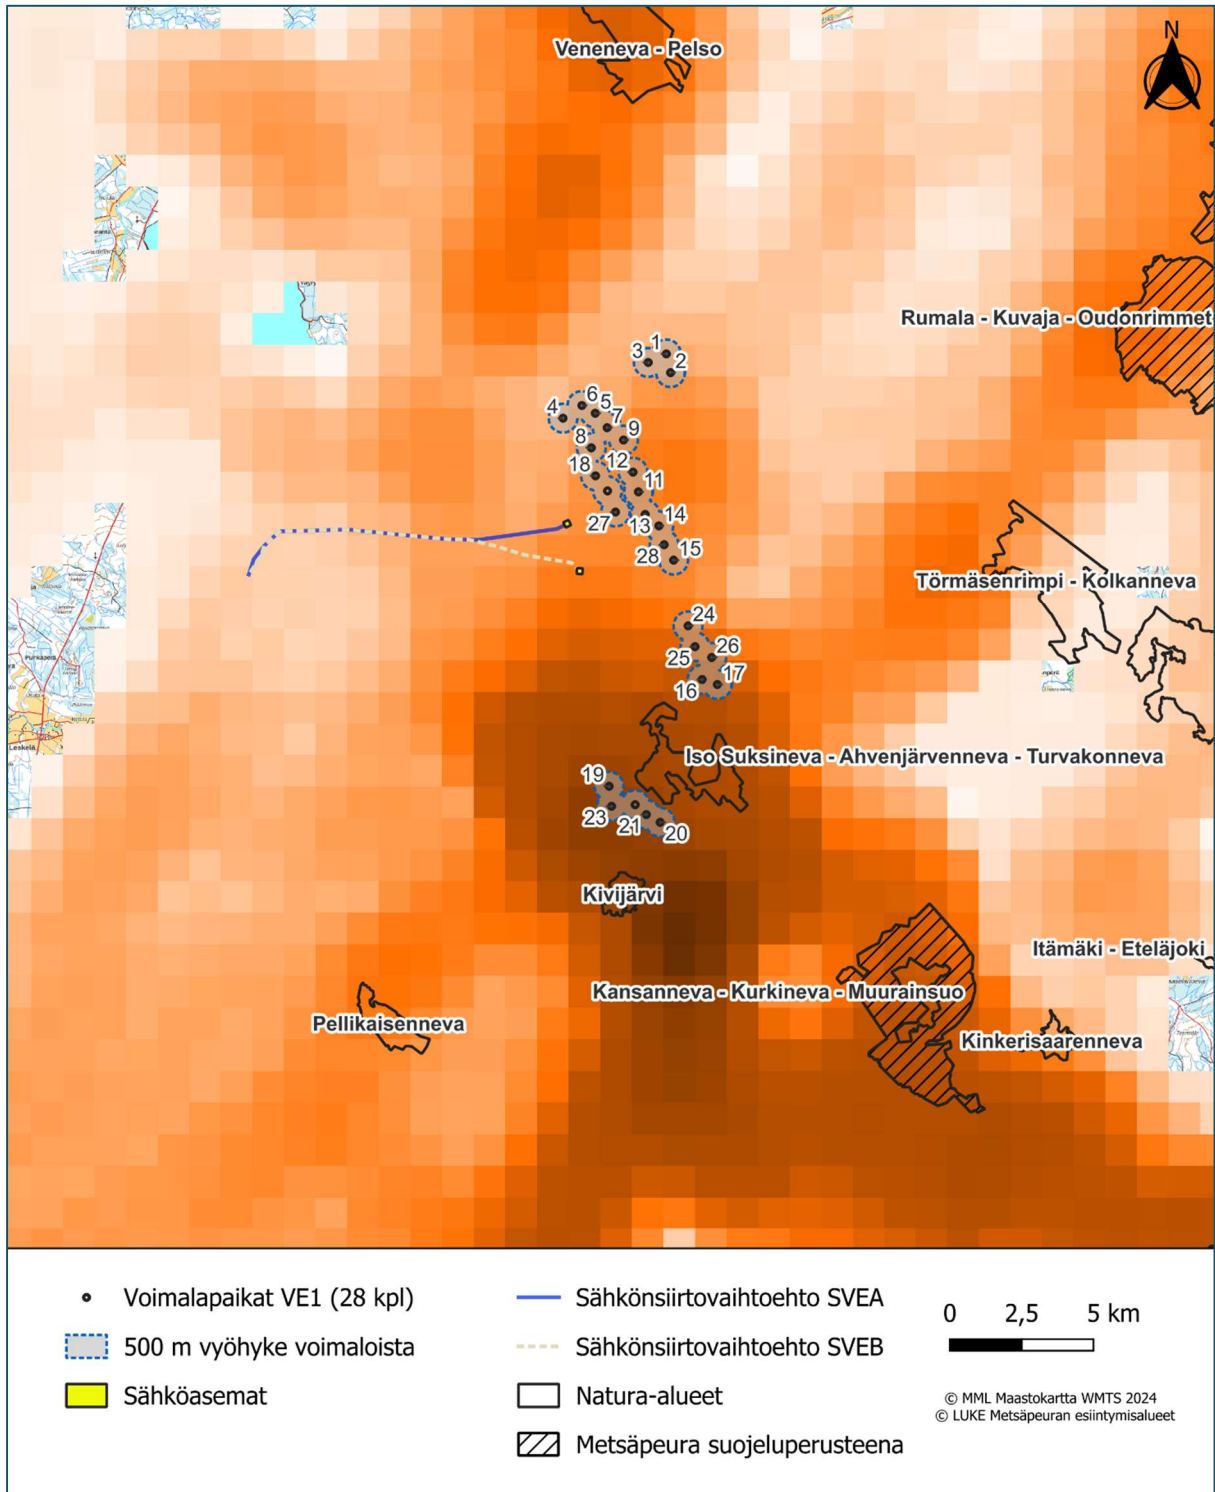 Veneneva - Pelso
N
Rumala - Kuvaja - Oudonrimmet
1
3
2
6
4
5
7
8
9
12
18
11
27
13
14
28
15
Törmäsenrimpi - Kolkanneva
24
25
26
16
17
Iso Suksineva - Ahvenjärvenneva - Turvakonneva
19
23
21
20
Leskelä
Kivijärvi
Itämäki - Eteläjoki
Kansanneva - Kurkineva - Muurainsuo
Pellikaisenneva
Kinkerisaarenneva
Voimalapaikat VE1 (28 kpl)
500 m vyöhyke voimaloista
Sähköasemat
Sähkönsiirtovaihtoehto SVEA
Sähkönsiirtovaihtoehto SVEB
Natura-alueet
Metsäpeura suojeluperusteena
0 2,5 5 km
© MML Maastokartta WMTS 2024
© LUKE Metsäpeuran esiintymisalueet